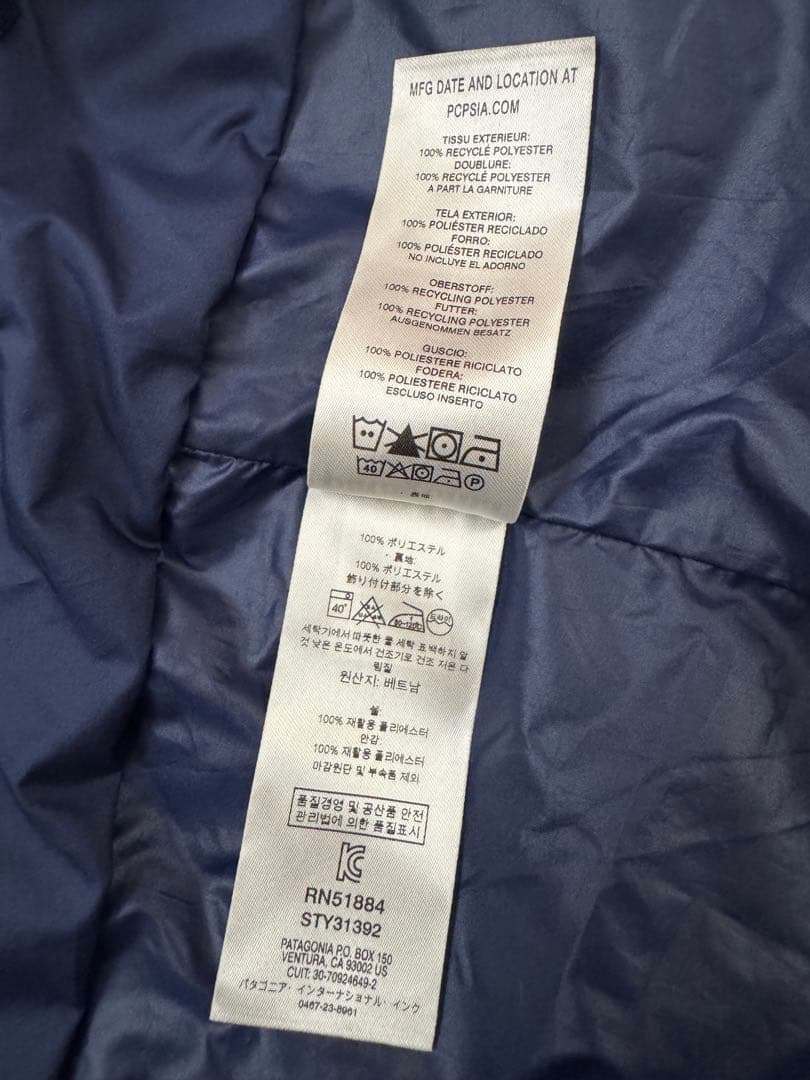 MFG DATE AND LOCATION AT
PCPSIA.COM
TISSU EXTERIEUR:
100% RECYCLÉ POLYESTER
DOUBLURE:
100% RECYCLÉ POLYESTER
A PART LA GARNITURE
TELA EXTERIOR:
100% POLIÉSTER RECICLADO
FORRO:
100% POLIÉSTER RECICLADO
NO INCLUYE EL ADORNO
OBERSTOFF:
100% RECYCLING POLYESTER
FUTTER:
100% RECYCLING POLYESTER
AUSGENOMMEN BESATZ
GUSCIO:
100% POLIESTERE RICICLATO
FODERA:
100% POLIESTERE RICICLATO
ESCLUSO INSERTO
40 P
100% ポリエステル
・裏地:
100% ポリエステル
飾り付け部分を除く
40° 80-120℃ 드라이
세탁기에서 따뜻한 물 세탁 표백하지 말
것 낮은 온도에서 건조기로 건조 저온 다
림질
원산지: 베트남
쉘:
100% 재활용 폴리에스터
안감:
100% 재활용 폴리에스터
마감원단 및 부속품 제외
품질경영 및 공산품 안전
관리법에 의한 품질표시
RN51884
STY31392
PATAGONIA P.O. BOX 150
VENTURA, CA 93002 US
CUIT: 30-70924649-2
パタゴニア・インターナショナル・インク
0467-23-8961